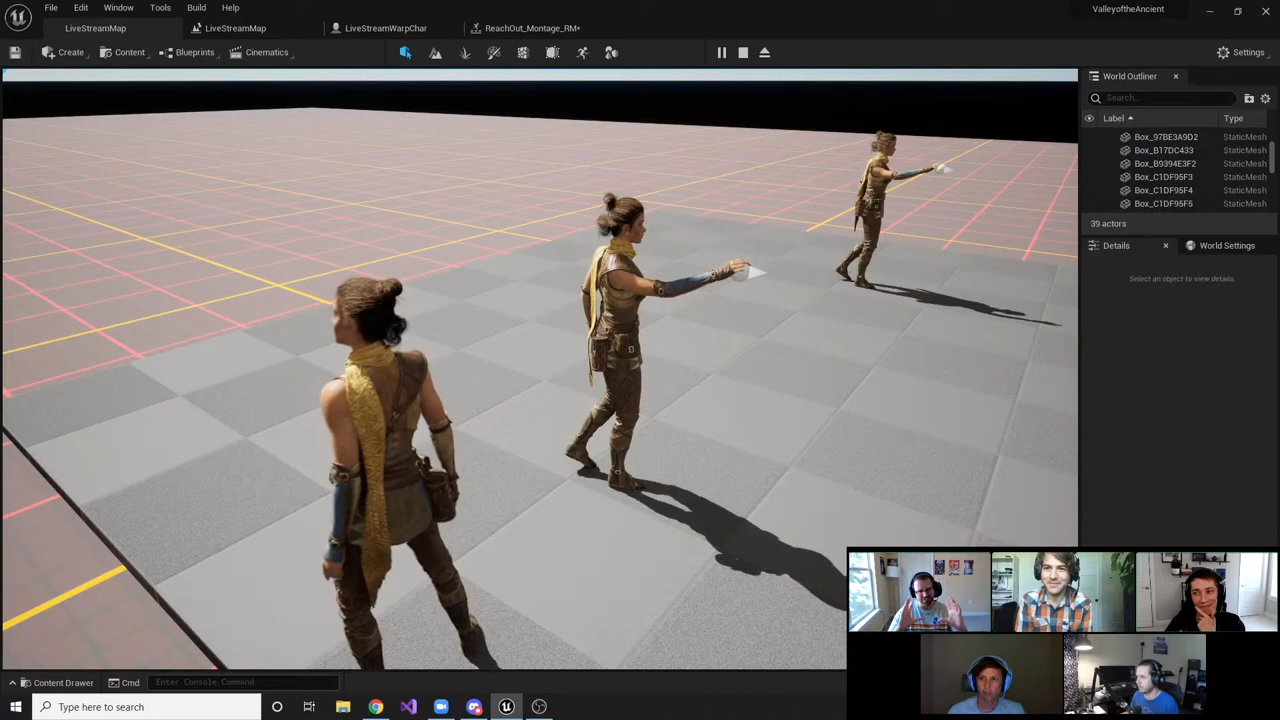 File Edit Window Tools Build Help
ValleyoftheAncient
LiveStreamMap LiveStreamMap LiveStreamWarpChar ReachOut_Montage_RM*
Create Content Blueprints Cinematics Settings
World Outliner
Search...
Label Type
Box_97BE3A9D2 StaticMesh
Box_B17DC433 StaticMesh
Box_B9394E3F2 StaticMesh
Box_C1DF95F3 StaticMesh
Box_C1DF95F4 StaticMesh
Box_C1DF95F5 StaticMesh
39 actors
Details World Settings
Select an object to view details.
Content Drawer Cmd Enter Console Command
Type here to search